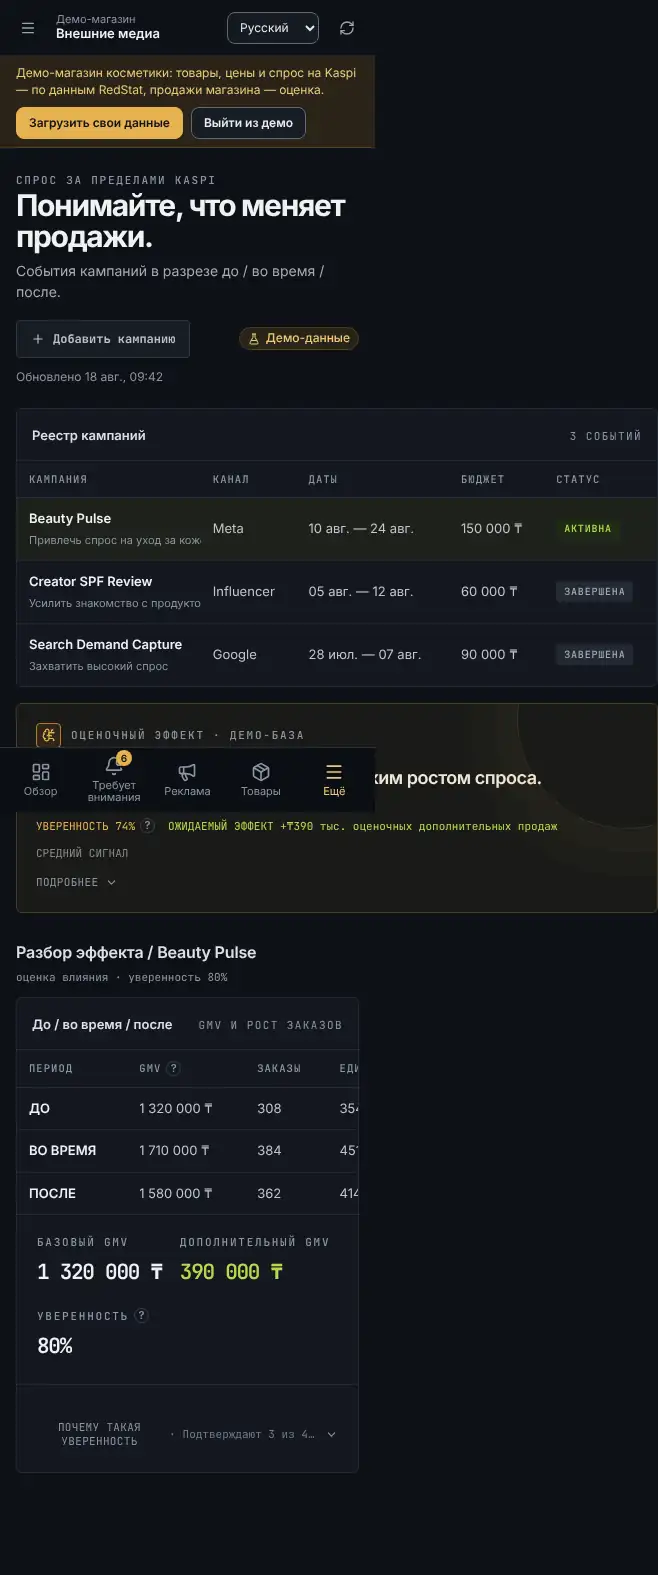 Демо-магазин
Внешние медиа
Русский
Демо-магазин косметики: товары, цены и спрос на Kaspi
— по данным RedStat, продажи магазина — оценка.
Загрузить свои данные
Выйти из демо
СПРОС ЗА ПРЕДЕЛАМИ KASPI
Понимайте, что меняет
продажи.
События кампаний в разрезе до / во время /
после.
+ Добавить кампанию
Демо-данные
Обновлено 18 авг., 09:42
Реестр кампаний
3 СОБЫТИЙ
КАМПАНИЯ КАНАЛ ДАТЫ БЮДЖЕТ СТАТУС
Beauty Pulse
Привлечь спрос на уход за кож
Meta 10 авг. — 24 авг. 150 000 ₸ АКТИВНА
Creator SPF Review
Усилить знакомство с продукто
Influencer 05 авг. — 12 авг. 60 000 ₸ ЗАВЕРШЕНА
Search Demand Capture
Захватить высокий спрос
Google 28 июл. — 07 авг. 90 000 ₸ ЗАВЕРШЕНА
ОЦЕНОЧНЫЙ ЭФФЕКТ · ДЕМО-БАЗА
ким ростом спроса.
6
Обзор
Требует
внимания
Реклама
Товары
Ещё
УВЕРЕННОСТЬ 74% ? ОЖИДАЕМЫЙ ЭФФЕКТ +₸390 тыс. оценочных дополнительных продаж
СРЕДНИЙ СИГНАЛ
ПОДРОБНЕЕ
Разбор эффекта / Beauty Pulse
оценка влияния · уверенность 80%
До / во время / после
GMV И РОСТ ЗАКАЗОВ
ПЕРИОД GMV ? ЗАКАЗЫ ЕДИ
ДО 1 320 000 ₸ 308 354
ВО ВРЕМЯ 1 710 000 ₸ 384 451
ПОСЛЕ 1 580 000 ₸ 362 414
БАЗОВЫЙ GMV ДОПОЛНИТЕЛЬНЫЙ GMV
1 320 000 ₸ 390 000 ₸
УВЕРЕННОСТЬ ?
80%
ПОЧЕМУ ТАКАЯ
УВЕРЕННОСТЬ
· Подтверждают 3 из 4…